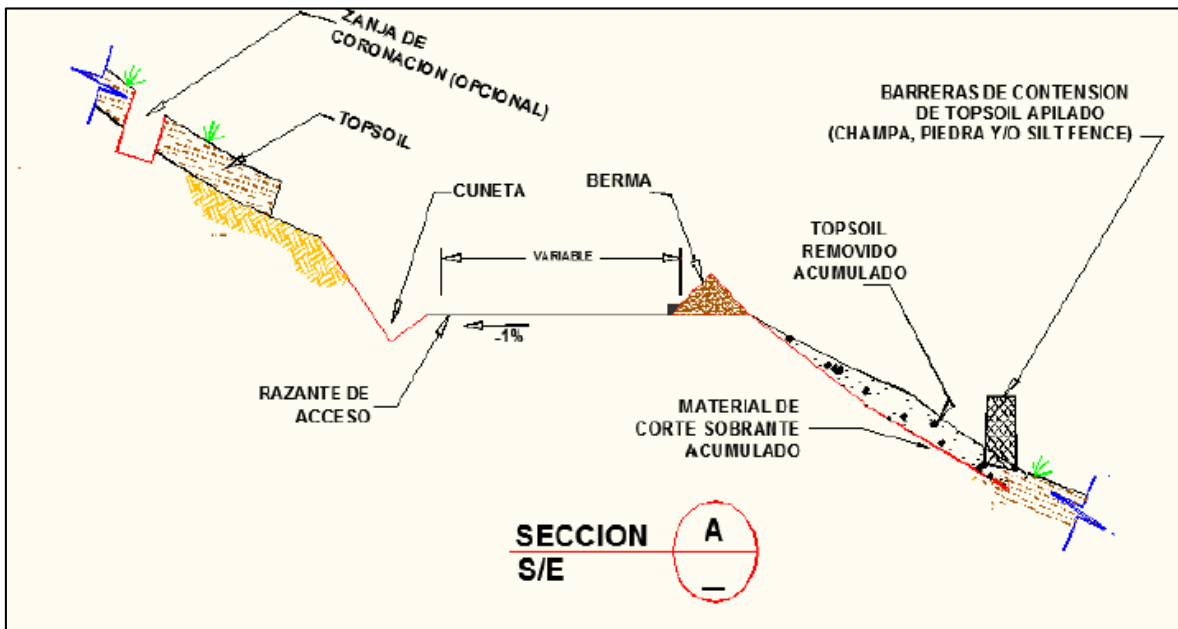 ZANJA DE
CORONACION (OPCIONAL)
TOPSOIL
CUNETA
BERMA
BARRERAS DE CONTENSION
DE TOPSOIL APILADO
(CHAMPA, PIEDRA Y/O SILT FENCE)
VARIABLE
TOPSOIL
REMOVIDO
ACUMULADO
-1%
RAZANTE DE
ACCESO
MATERIAL DE
CORTE SOBRANTE
ACUMULADO
SECCION
S/E
A
—